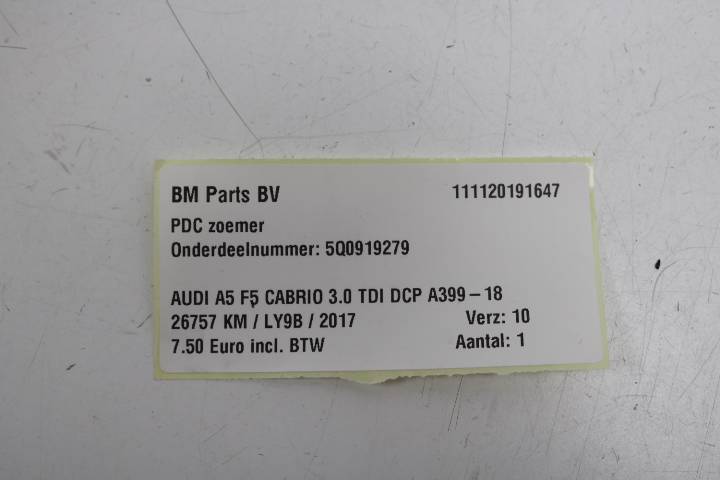 BM Parts BV 111120191647
PDC zoemer
Onderdeelnummer: 5Q0919279
AUDI A5 F5 CABRIO 3.0 TDI DCP A399 - 18
26757 KM / LY9B / 2017 Verz: 10
7.50 Euro incl. BTW Aantal: 1